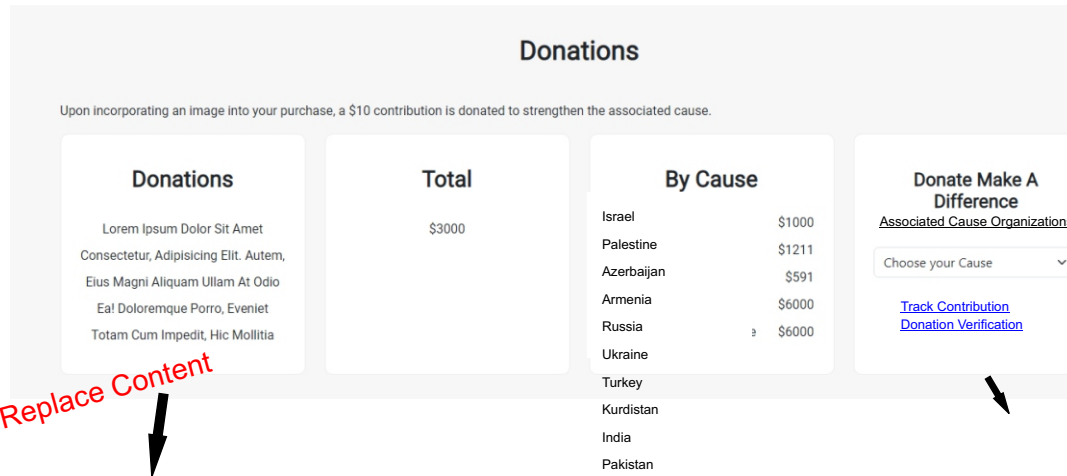 Donations
Upon incorporating an image into your purchase, a $10 contribution is donated to strengthen the associated cause.
Donations
Lorem Ipsum Dolor Sit Amet
Consectetur, Adipisicing Elit. Autem,
Eius Magni Aliquam Ullam At Odio
Ea! Doloremque Porro, Eveniet
Totam Cum Impedit, Hic Mollitia
Replace Content
Total
$3000
By Cause
Israel $1000
Palestine $1211
Azerbaijan $591
Armenia $6000
Russia e $6000
Ukraine
Turkey
Kurdistan
India
Pakistan
Donate Make A
Difference
Associated Cause Organizations
Choose your Cause
Track Contribution
Donation Verification